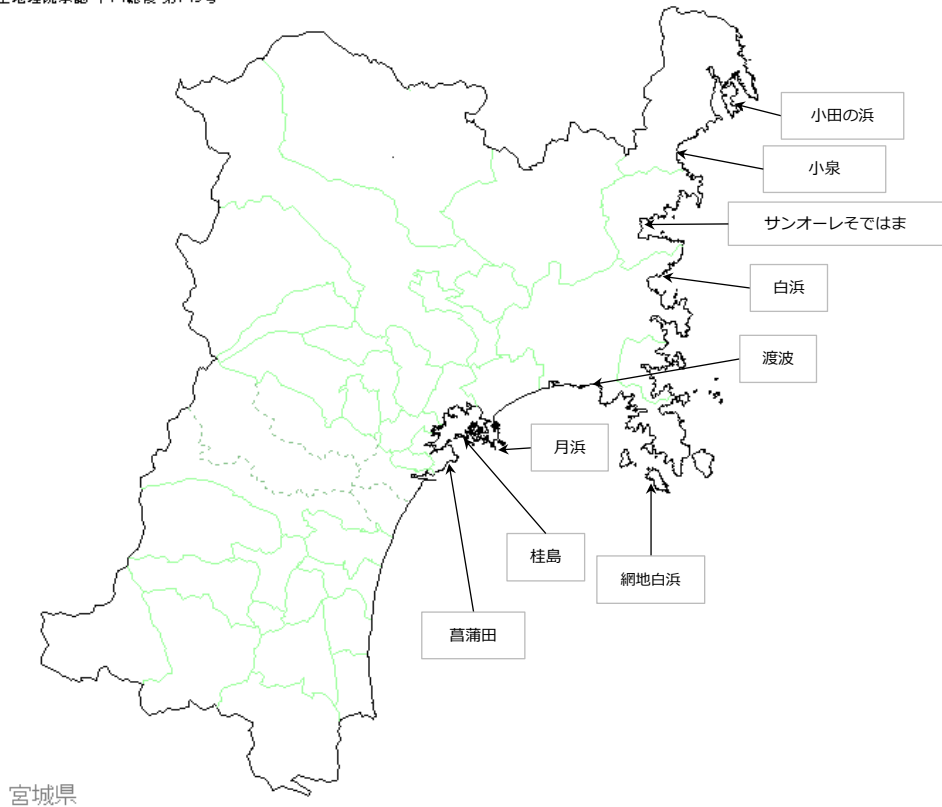 小田の浜
小泉
サンオーレそではま
白浜
渡波
月浜
桂島
網地白浜
菖蒲田
宮城県